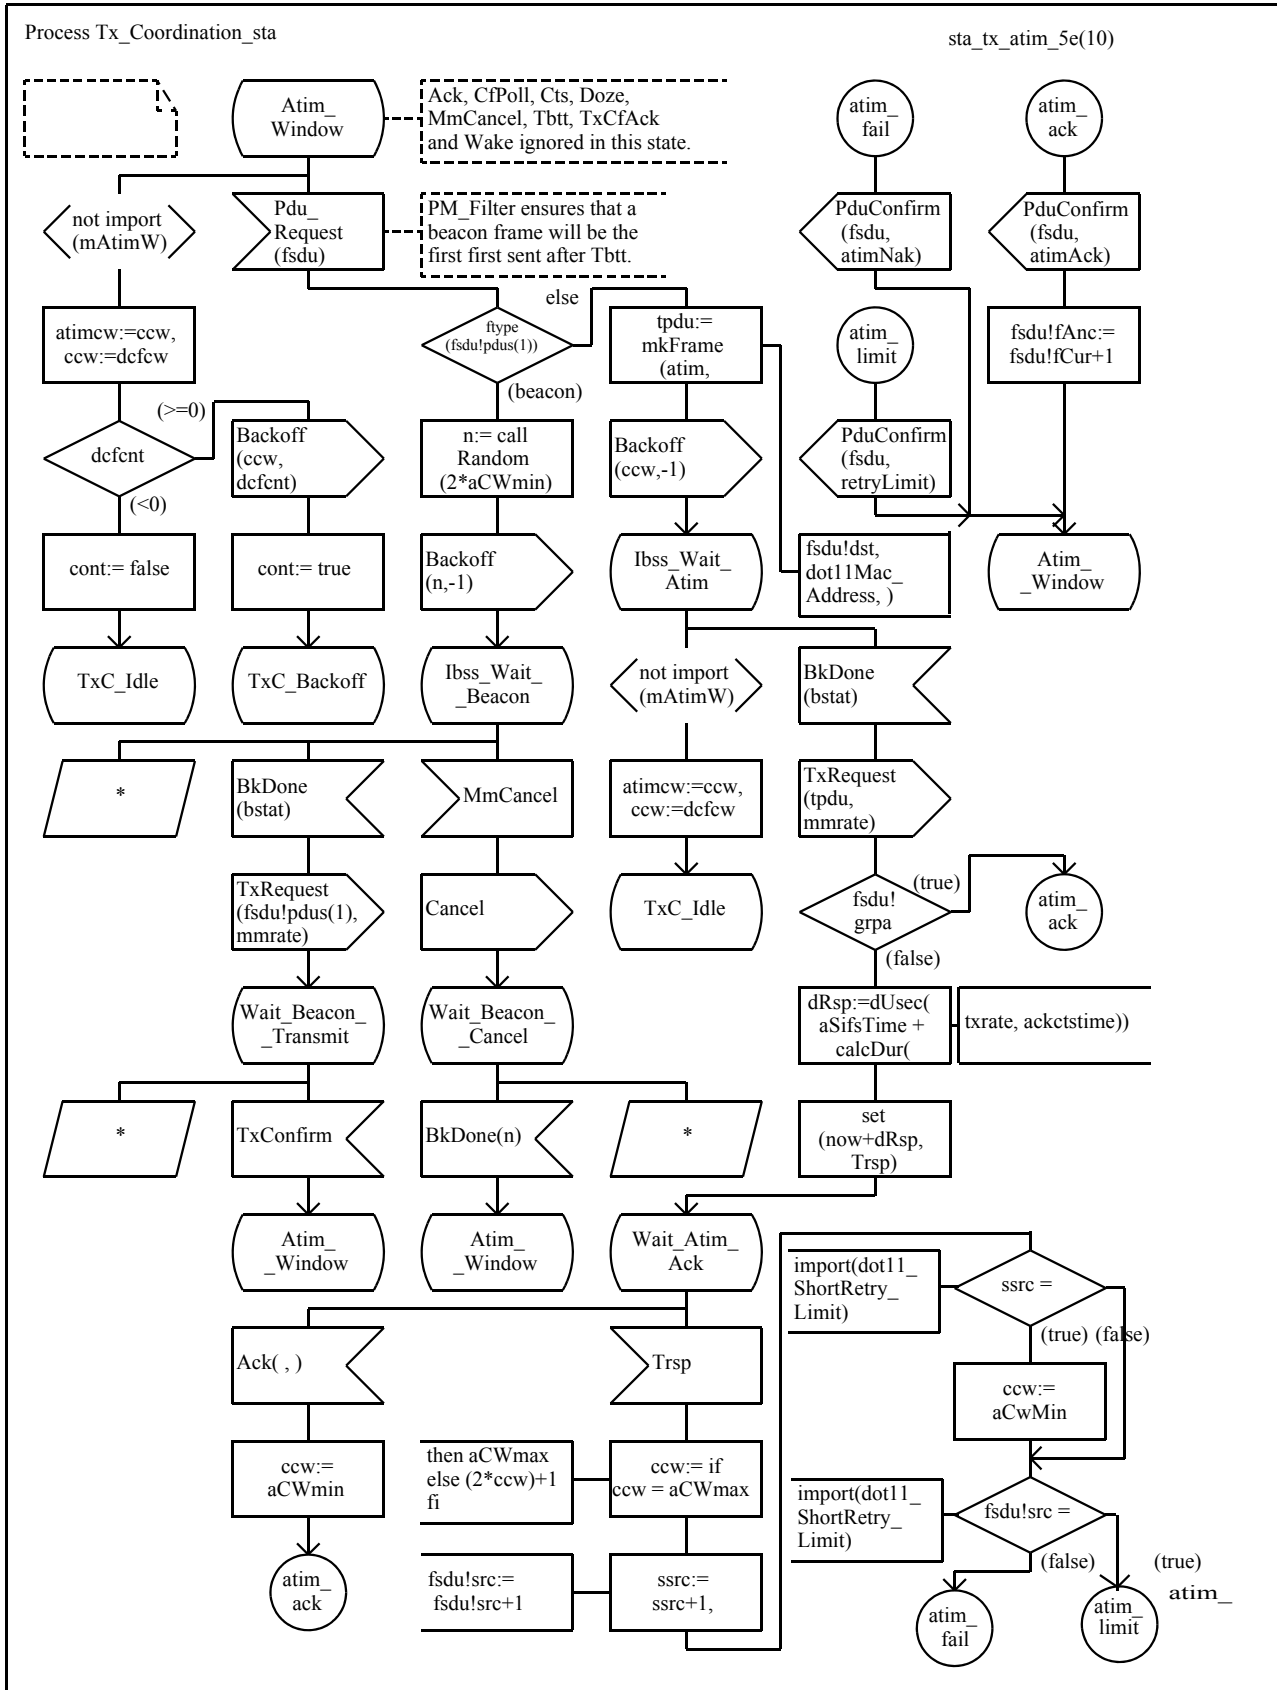 Process Tx_Coordination_sta
sta_tx_atim_5e(10)
Atim_
_Window
Ack, CfPoll, Cts, Doze,
MmCancel, Tbtt, TxCfAck
and Wake ignored in this state.
atim_
fail
atim_
ack
not import
(mAtimW)
Pdu_
_Request
(fsdu)
PM_Filter ensures that a
beacon frame will be the
first first sent after Tbtt.
PduConfirm
(fsdu,
atimNak)
PduConfirm
(fsdu,
atimAck)
else
atimcw:=ccw,
ccw:=dcfcw
ftype
(fsdu!pdus(1))
tpdu:=
mkFrame
(atim,
atim_
limit
fsdu!fAnc:=
fsdu!fCur+1
(beacon)
(>=0)
dcfcnt
Backoff
(ccw,
dcfcnt)
n:= call
Random
(2*aCWmin)
Backoff
(ccw,-1)
PduConfirm
(fsdu,
retryLimit)
(<0)
cont:= false
cont:= true
Backoff
(n,-1)
Ibss_Wait_
_Atim
fsdu!dst,
dot11Mac_
_Address, )
Atim_
_Window
TxC_Idle
TxC_Backoff
Ibss_Wait_
_Beacon
not import
(mAtimW)
BkDone
(bstat)
*
BkDone
(bstat)
MmCancel
atimcw:=ccw,
ccw:=dcfcw
TxRequest
(tpdu,
mmrate)
TxRequest
(fsdu!pdus(1),
mmrate)
Cancel
TxC_Idle
fsdu!
grpa
(true)
atim_
ack
(false)
Wait_Beacon_
_Transmit
Wait_Beacon_
_Cancel
dRsp:=dUsec(
aSifsTime +
calcDur(
txrate, ackctstime))
*
TxConfirm
BkDone(n)
*
set
(now+dRsp,
Trsp)
Atim_
_Window
Atim_
_Window
Wait_Atim_
_Ack
import(dot11_
ShortRetry_
Limit)
ssrc =
(true)
(false)
Ack( , )
Trsp
ccw:=
aCwMin
ccw:=
aCWmin
then aCWmax
else (2*ccw)+1
fi
ccw:= if
ccw = aCWmax
import(dot11_
ShortRetry_
Limit)
fsdu!src =
(false)
(true)
atim_
ack
fsdu!src:=
fsdu!src+1
ssrc:=
ssrc+1,
atim_
_fail
atim_
limit
atim_